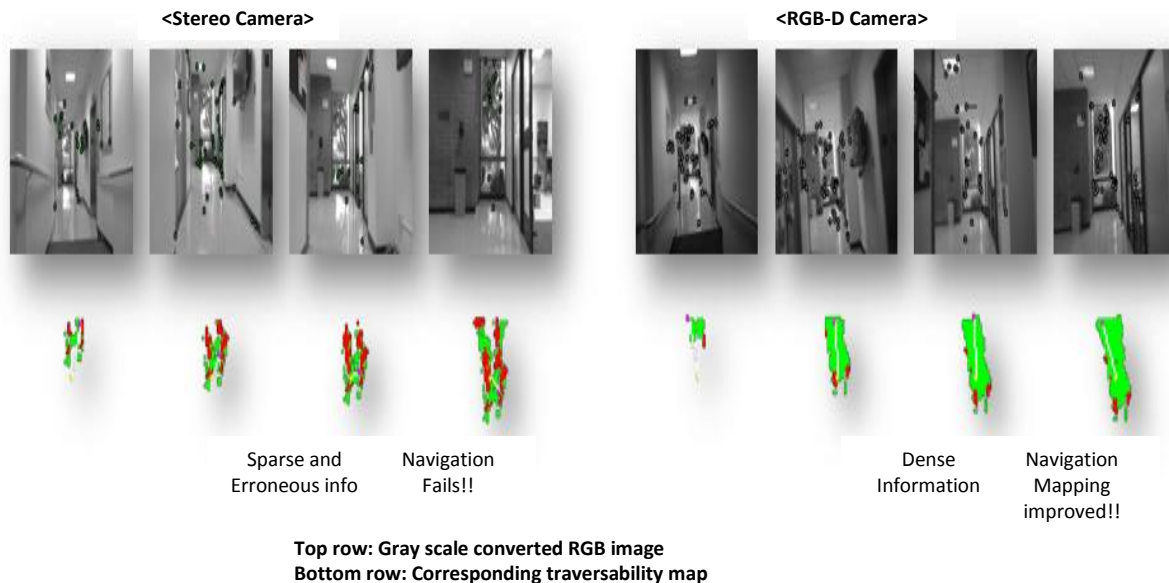 <Stereo Camera>
<RGB-D Camera>
Sparse and
Erroneous info
Navigation
Fails!!
Dense
Information
Navigation
Mapping
improved!!
Top row: Gray scale converted RGB image
Bottom row: Corresponding traversability map